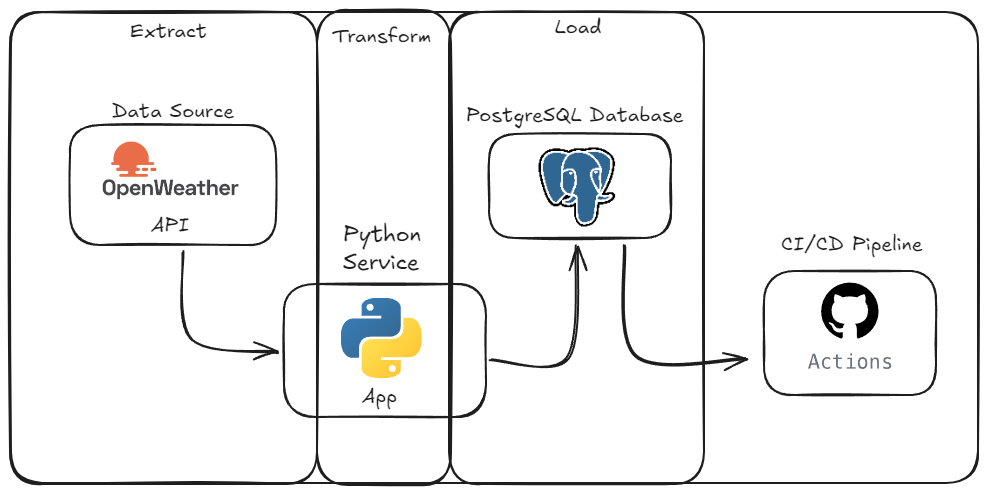 Extract
Transform
Load
Data Source
OpenWeather
API
Python
Service
App
PostgreSQL Database
CI/CD Pipeline
Actions